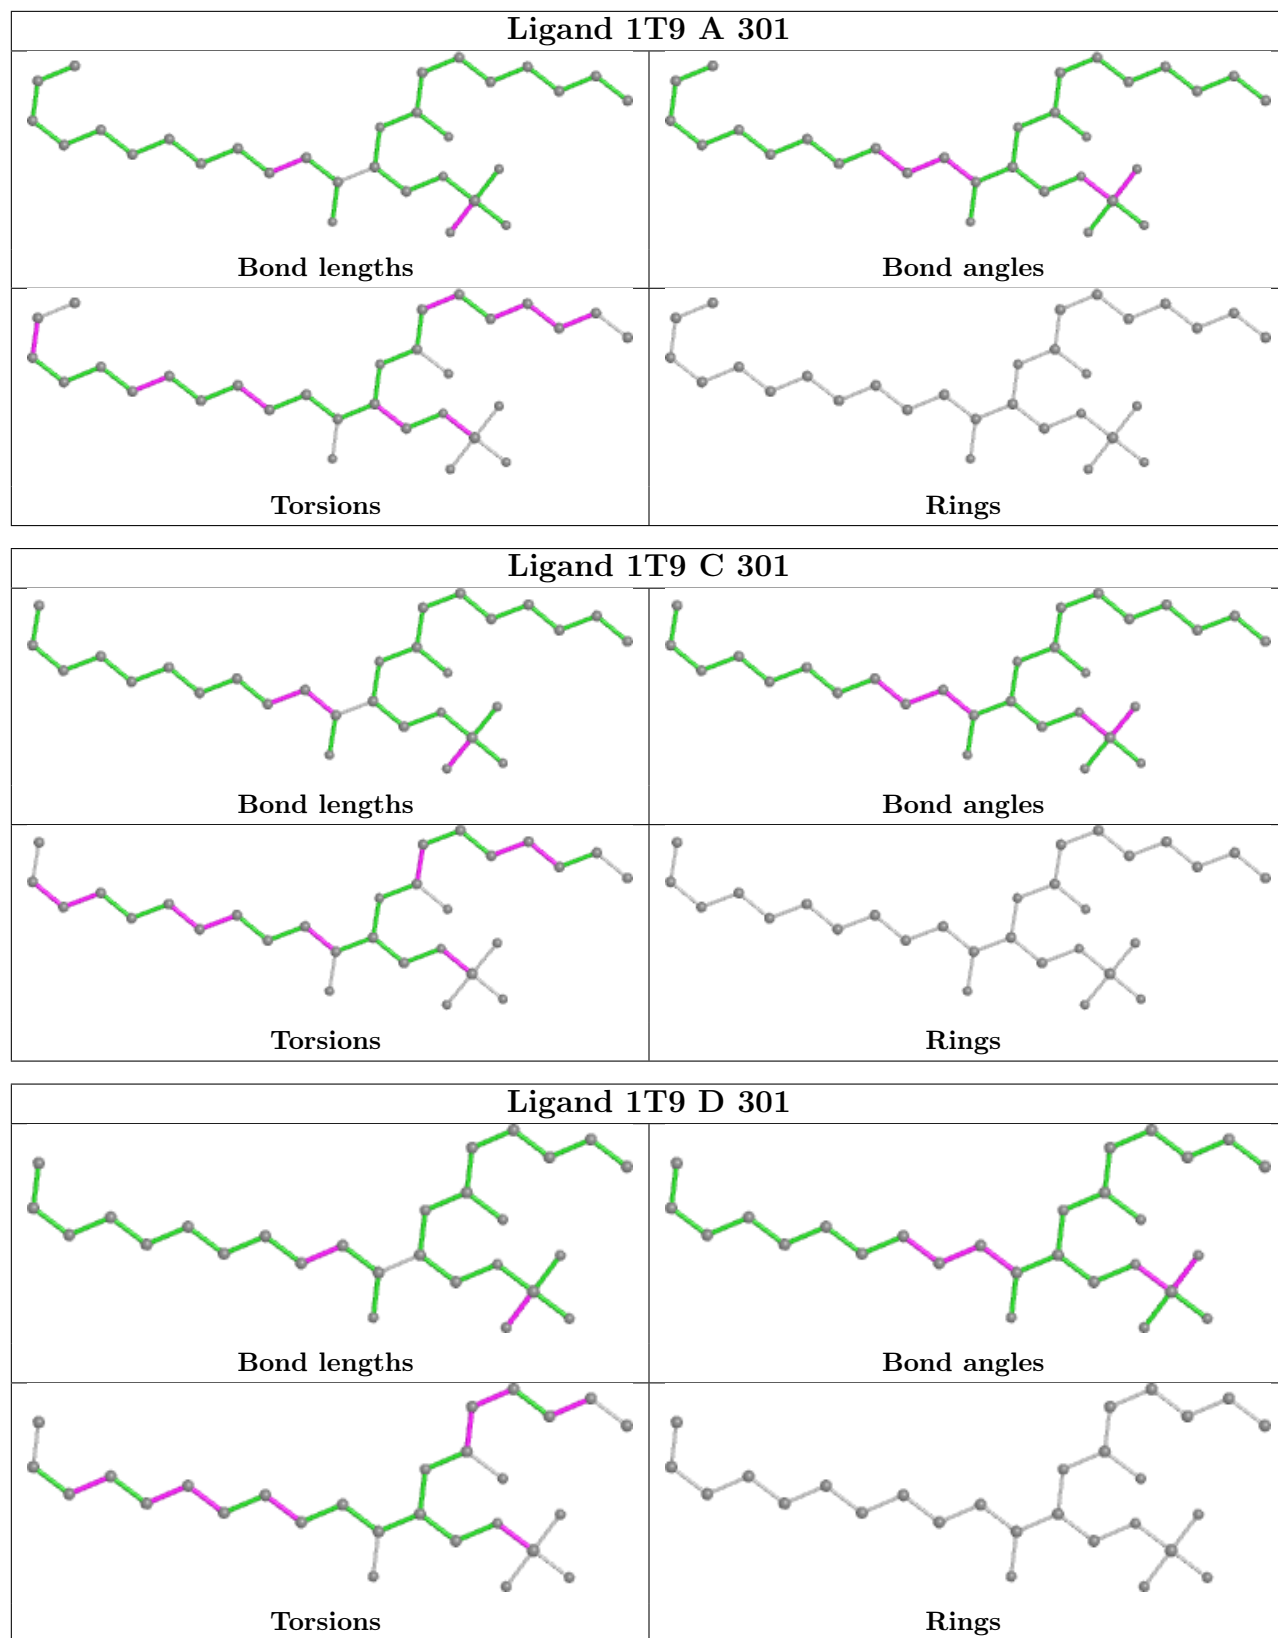 Ligand 1T9 A 301
Bond lengths
Bond angles
Torsions
Rings
Ligand 1T9 C 301
Bond lengths
Bond angles
Torsions
Rings
Ligand 1T9 D 301
Bond lengths
Bond angles
Torsions
Rings